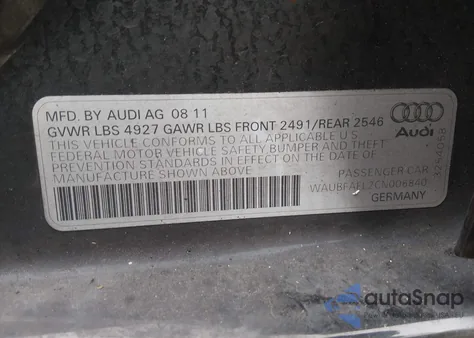 MFD. BY AUDI AG 08 11
GVWR LBS 4927 GAWR LBS FRONT 2491/REAR 2546
THIS VEHICLE CONFORMS TO ALL APPLICABLE U.S.
FEDERAL MOTOR VEHICLE SAFETY BUMPER AND THEFT
PREVENTION STANDARDS IN EFFECT ON THE DATE OF
MANUFACTURE SHOWN ABOVE.
Audi
PASSENGER CAR
WAUBFAFL2CN006840
GERMANY
autoSnap